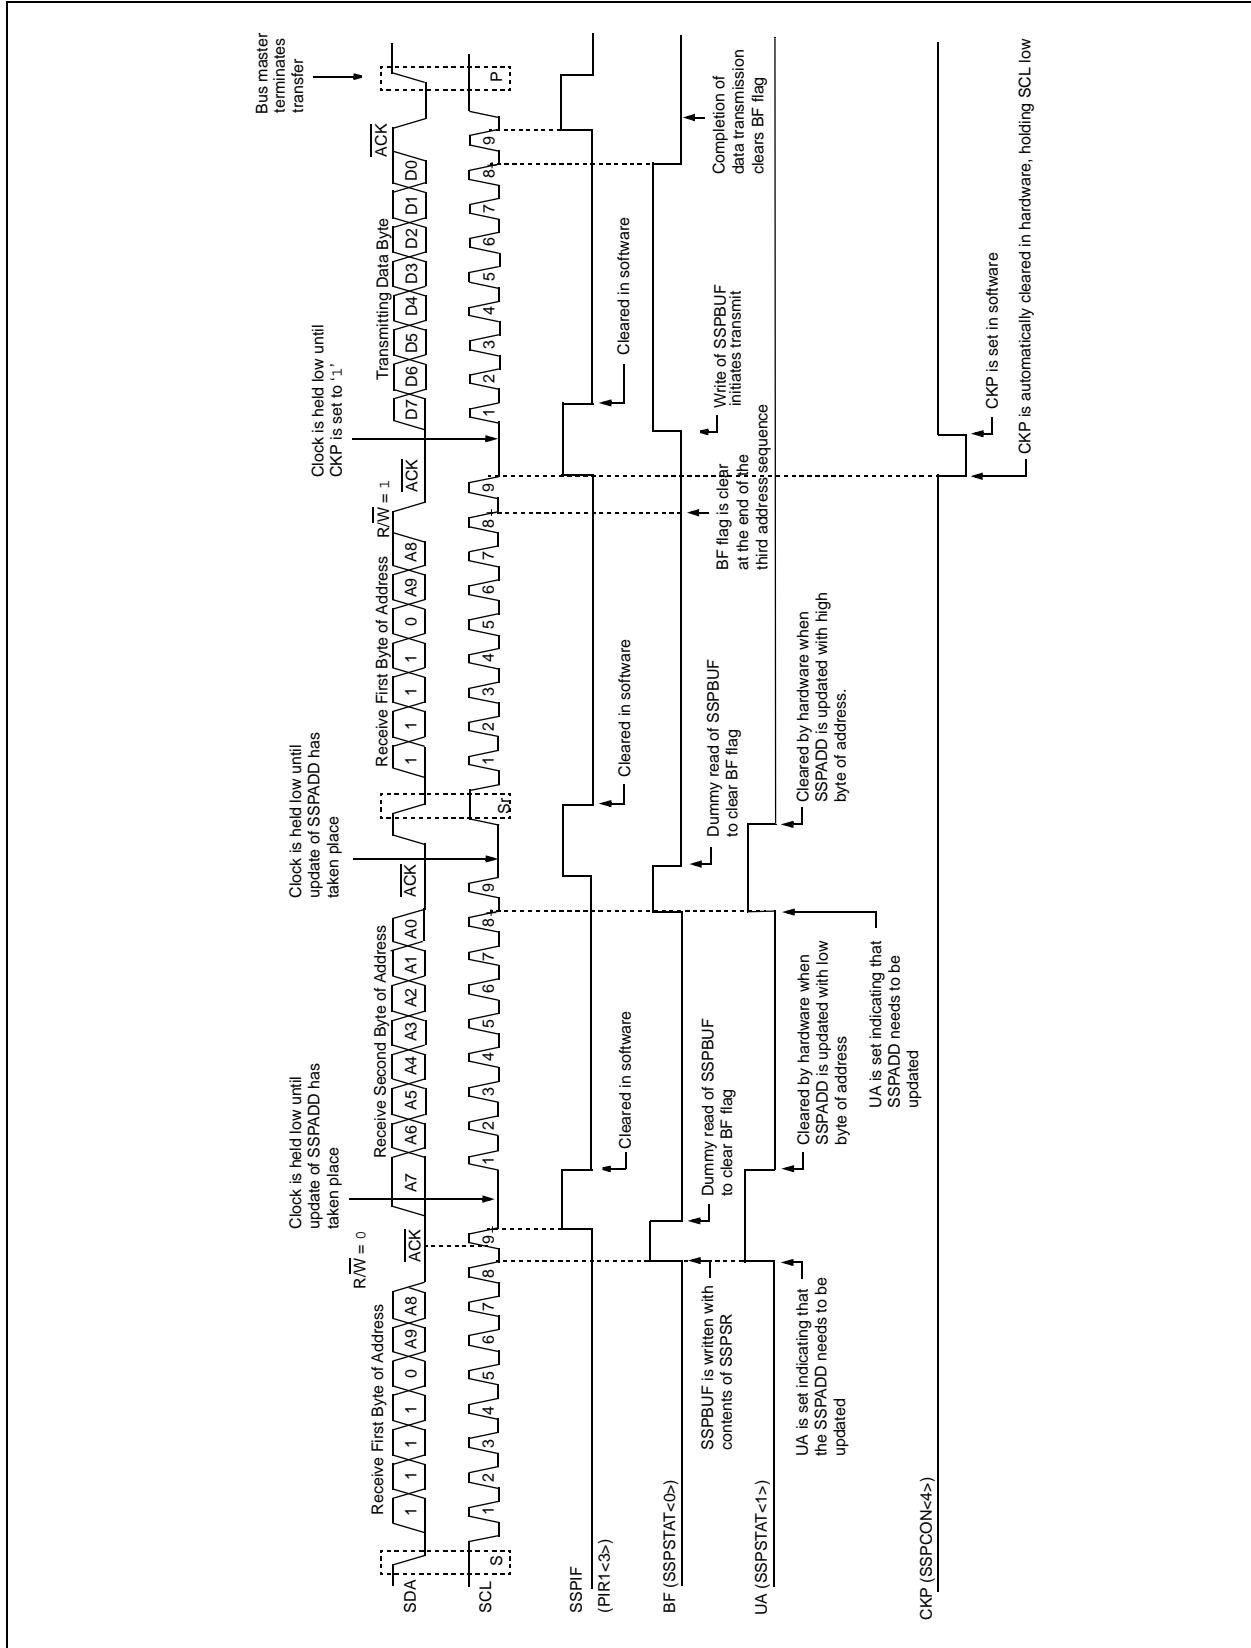 Bus master
terminates
transfer
Clock is held low until
update of SSPADD has
taken place
Clock is held low until
update of SSPADD has
taken place
Clock is held low until
CKP is set to ‘1’
R/W = 0
R/W = 1
Receive First Byte of Address
ACK
Receive Second Byte of Address
ACK
Receive First Byte of Address
ACK
Transmitting Data Byte
ACK
SDA
1 1 1 1 0 A9 A8
A7 A6 A5 A4 A3 A2 A1 A0
1 1 1 1 0 A9 A8
D7 D6 D5 D4 D3 D2 D1 D0
SCL
S
1 2 3 4 5 6 7 8 9
1 2 3 4 5 6 7 8 9
Sr
1 2 3 4 5 6 7 8 9
1 2 3 4 5 6 7 8 9
P
SSPIF
(PIR1<3>)
Cleared in software
Cleared in software
Cleared in software
BF (SSPSTAT<0>)
SSPBUF is written with
contents of SSPSR
Dummy read of SSPBUF
to clear BF flag
Dummy read of SSPBUF
to clear BF flag
BF flag is clear
at the end of the
third address sequence
Write of SSPBUF
initiates transmit
Completion of
data transmission
clears BF flag
UA (SSPSTAT<1>)
UA is set indicating that
the SSPADD needs to be
updated
Cleared by hardware when
SSPADD is updated with low
byte of address
UA is set indicating that
SSPADD needs to be
updated
Cleared by hardware when
SSPADD is updated with high
byte of address.
CKP (SSPCON<4>)
CKP is set in software
CKP is automatically cleared in hardware, holding SCL low